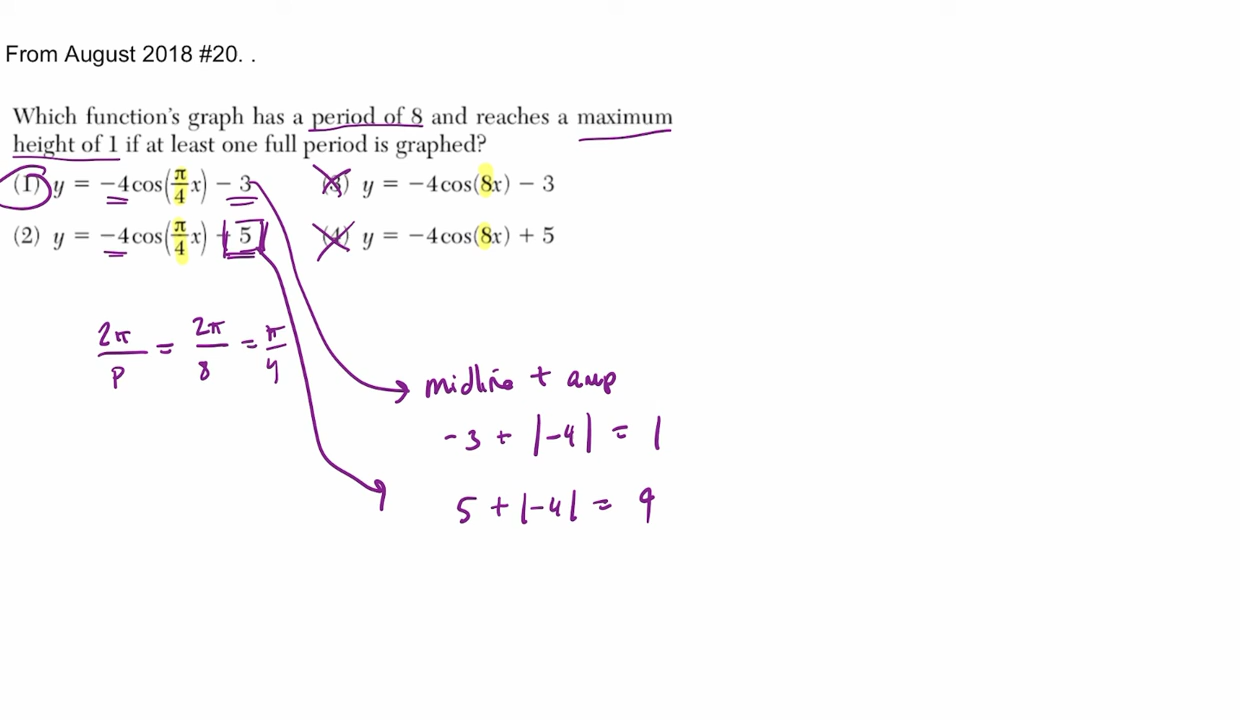 From August 2018 #20. .
Which function's graph has a period of 8 and reaches a maximum
height of 1 if at least one full period is graphed?
(1) y = −4cos(π/4 x) − 3
(3) y = −4cos(8x) − 3
(2) y = −4cos(π/4 x) + 5
(4) y = −4cos(8x) + 5
2π/P = 2π/8 = π/4
midline + amp
-3 + |-4| = 1
5 + |-4| = 9